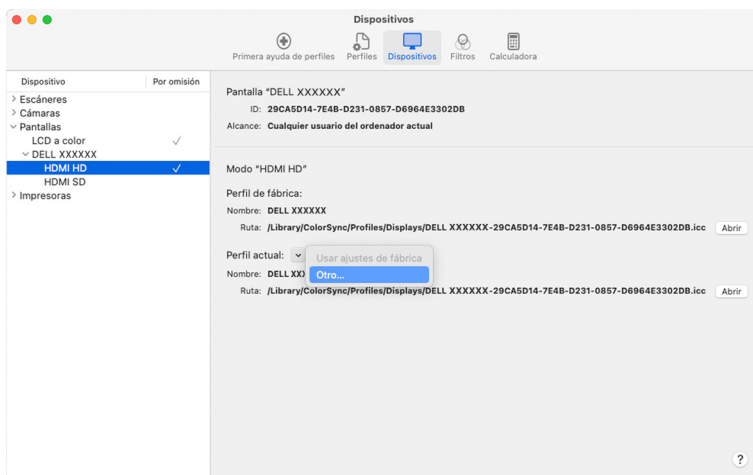 Dispositivos
Primera ayuda de perfiles Perfiles Dispositivos Filtros Calculadora
Dispositivo Por omisión
Escáneres
Cámaras
Pantallas
LCD a color
DELL XXXXXX
HDMI HD
HDMI SD
Impresoras
Pantalla "DELL XXXXXX"
ID: 29CA5D14-7E4B-D231-0857-D6964E3302DB
Alcance: Cualquier usuario del ordenador actual
Modo "HDMI HD"
Perfil de fábrica:
Nombre: DELL XXXXXX
Ruta: /Library/ColorSync/Profiles/Displays/DELL XXXXXX-29CA5D14-7E4B-D231-0857-D6964E3302DB.icc Abrir
Perfil actual: Usar ajustes de fábrica
Nombre: DELL XX Otro...
Ruta: /Library/ColorSync/Profiles/Displays/DELL XXXXXX-29CA5D14-7E4B-D231-0857-D6964E3302DB.icc Abrir
?